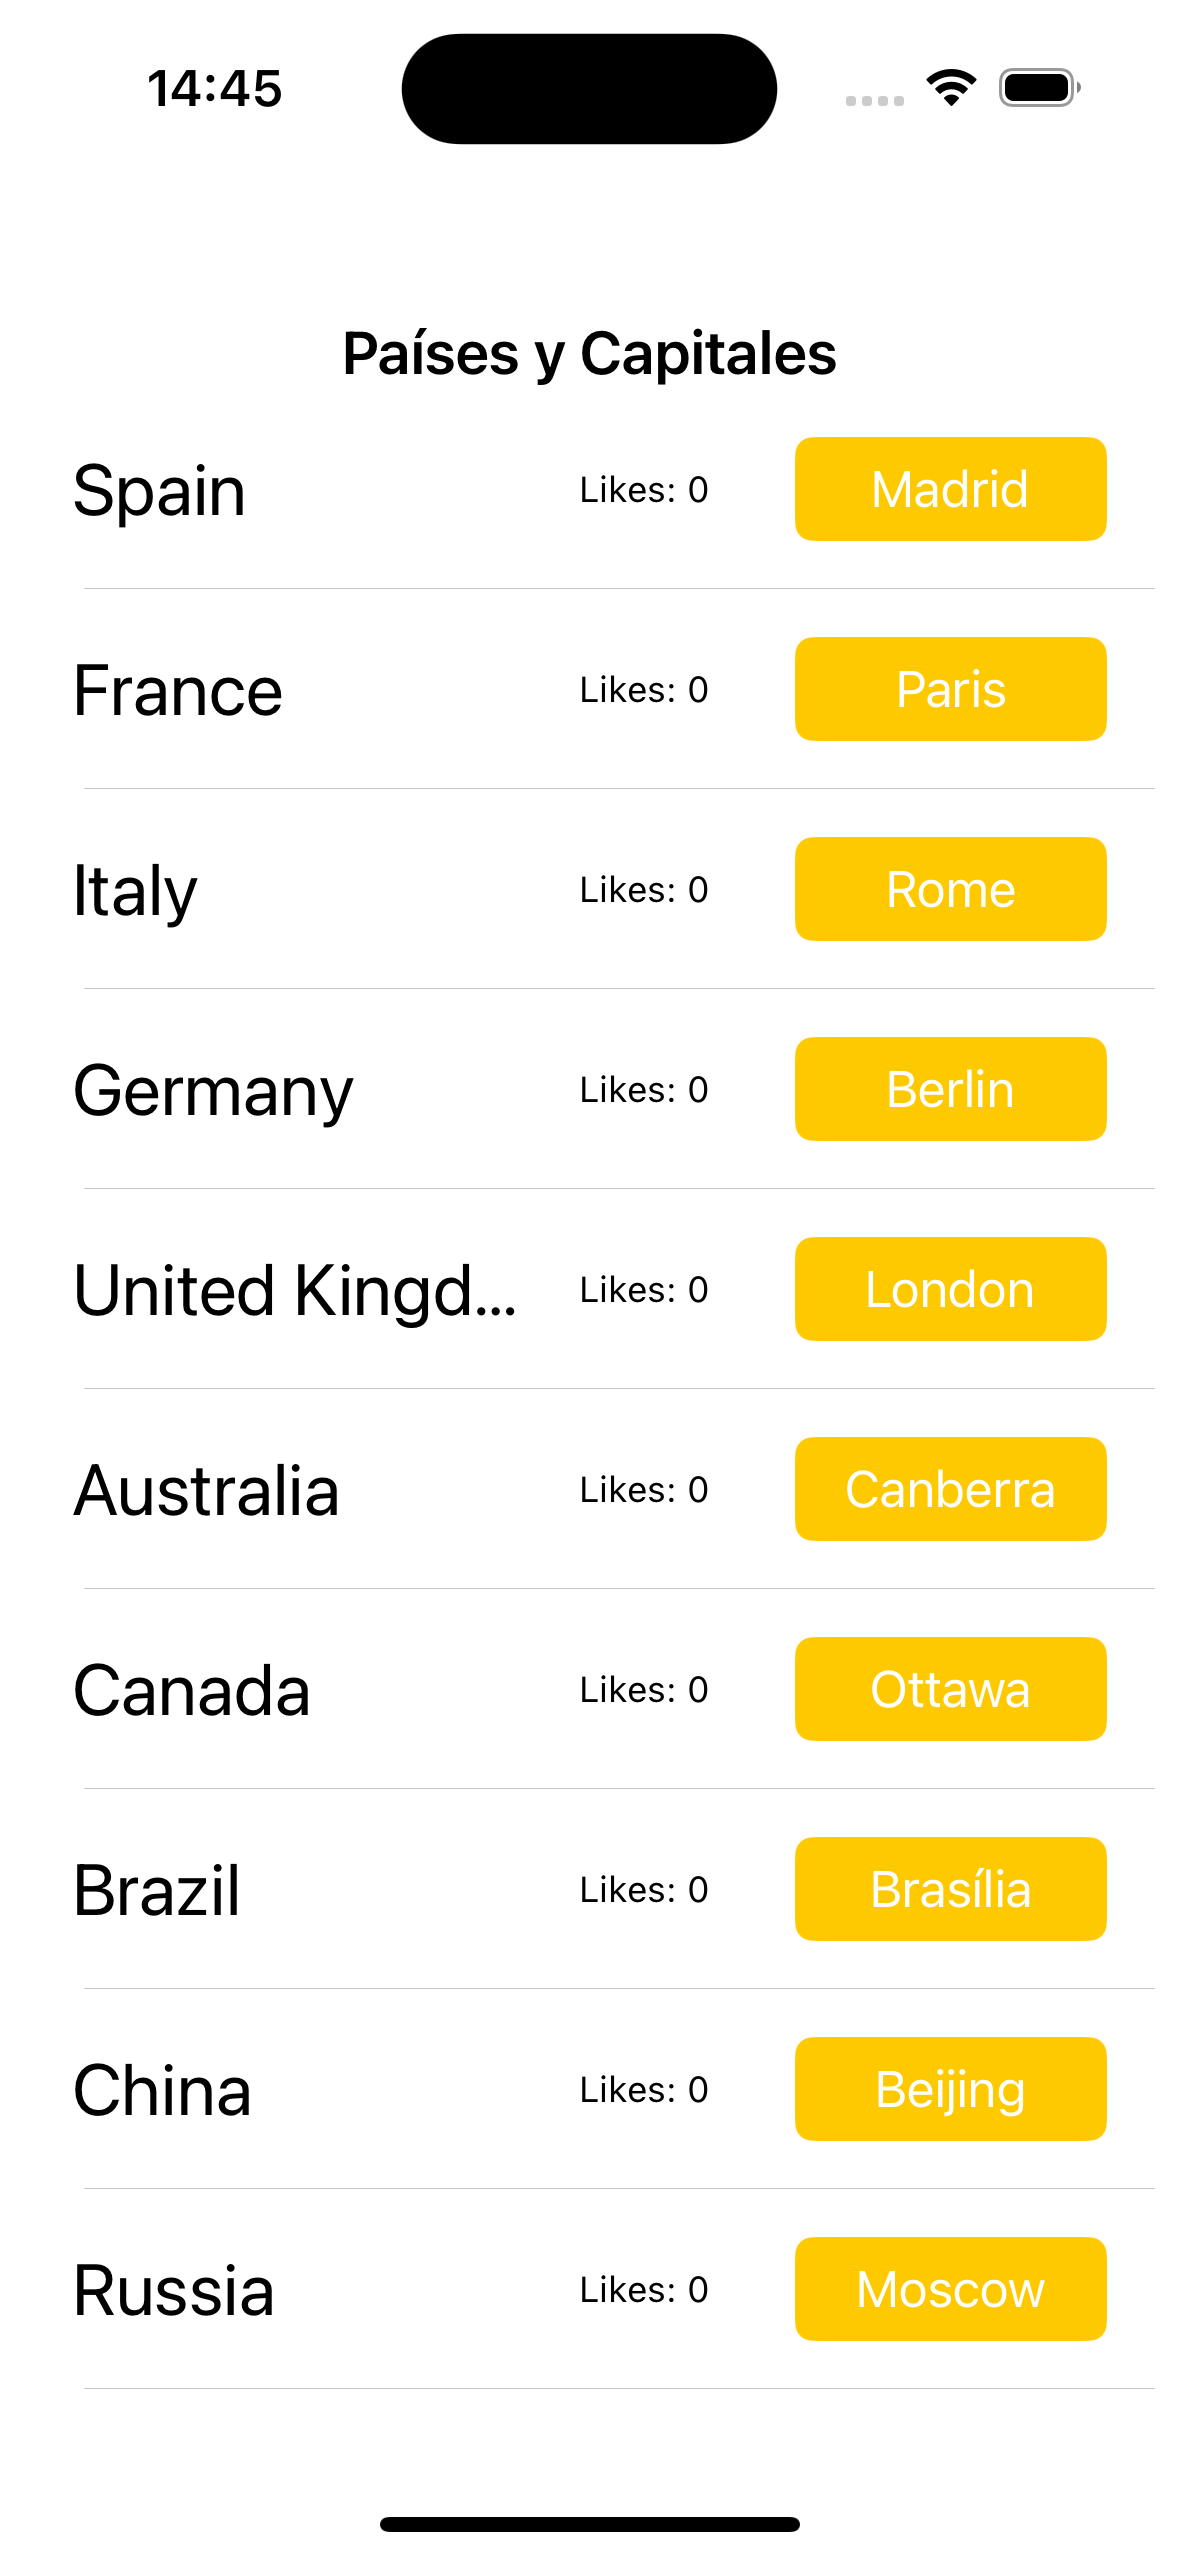 14:45
Países y Capitales
Spain Likes: 0 Madrid
France Likes: 0 Paris
Italy Likes: 0 Rome
Germany Likes: 0 Berlin
United Kingd... Likes: 0 London
Australia Likes: 0 Canberra
Canada Likes: 0 Ottawa
Brazil Likes: 0 Brasília
China Likes: 0 Beijing
Russia Likes: 0 Moscow